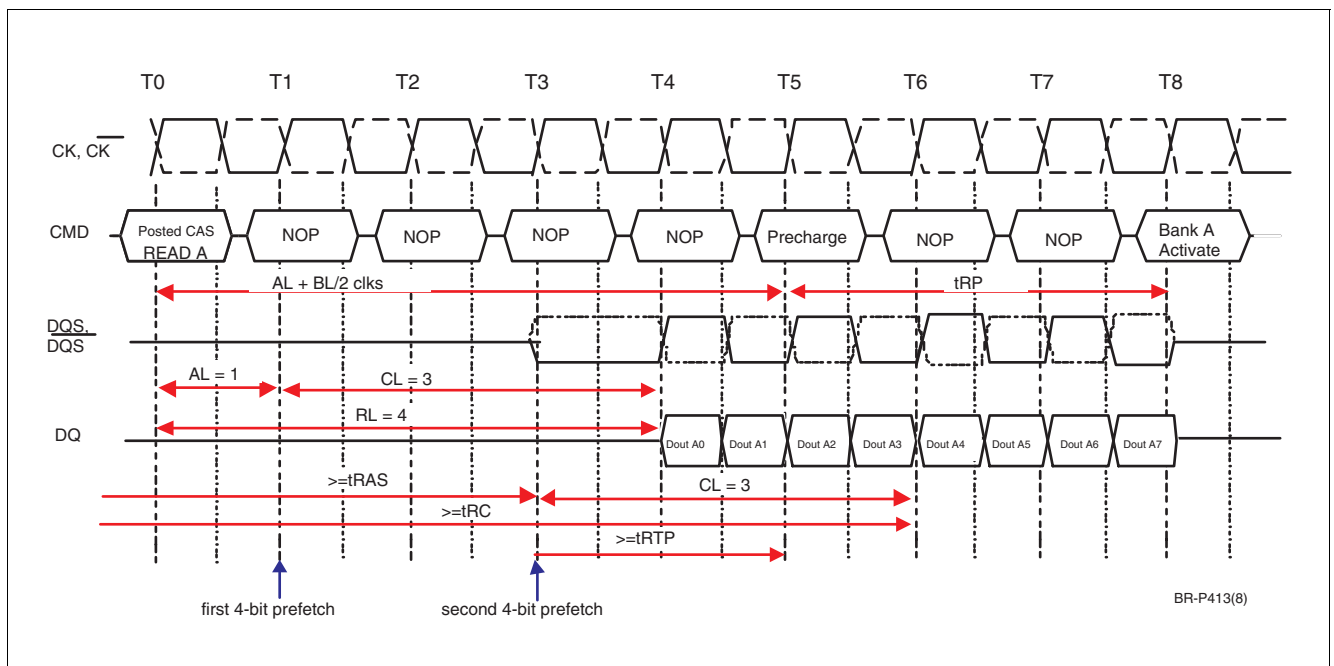 T0 T1 T2 T3 T4 T5 T6 T7 T8
CK, CK
CMD
Posted CAS
READ A
NOP
NOP
NOP
NOP
Precharge
NOP
NOP
Bank A
Activate
AL + BL/2 clks
tRP
DQS,
DQS
AL = 1
CL = 3
RL = 4
DQ
Dout A0 Dout A1 Dout A2 Dout A3 Dout A4 Dout A5 Dout A6 Dout A7
>=tRAS
CL = 3
>=tRC
>=tRTP
first 4-bit prefetch
second 4-bit prefetch
BR-P413(8)